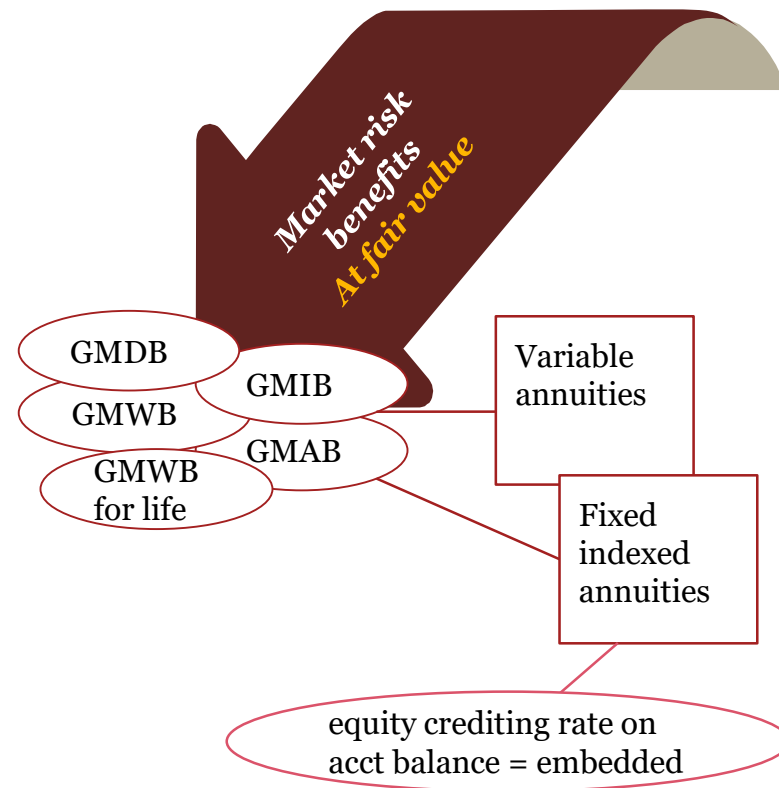 Market risk
benefits
At fair value
GMDB
GMIB
GMWB
GMAB
GMWB
for life
Variable
annuities
Fixed
indexed
annuities
equity crediting rate on
acct balance = embedded